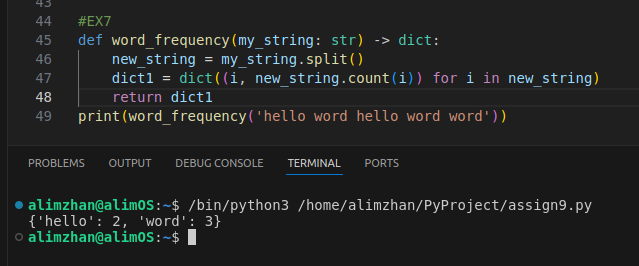 43
44 #EX7
45 def word_frequency(my_string: str) -> dict:
46 new_string = my_string.split()
47 dict1 = dict((i, new_string.count(i)) for i in new_string)
48 return dict1
49 print(word_frequency('hello word hello word word'))
PROBLEMS OUTPUT DEBUG CONSOLE TERMINAL PORTS
alimzhan@alimOS:~$ /bin/python3 /home/alimzhan/PyProject/assign9.py
{'hello': 2, 'word': 3}
alimzhan@alimOS:~$